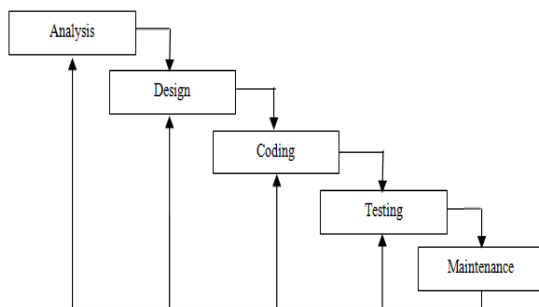 Analysis
Design
Coding
Testing
Maintenance